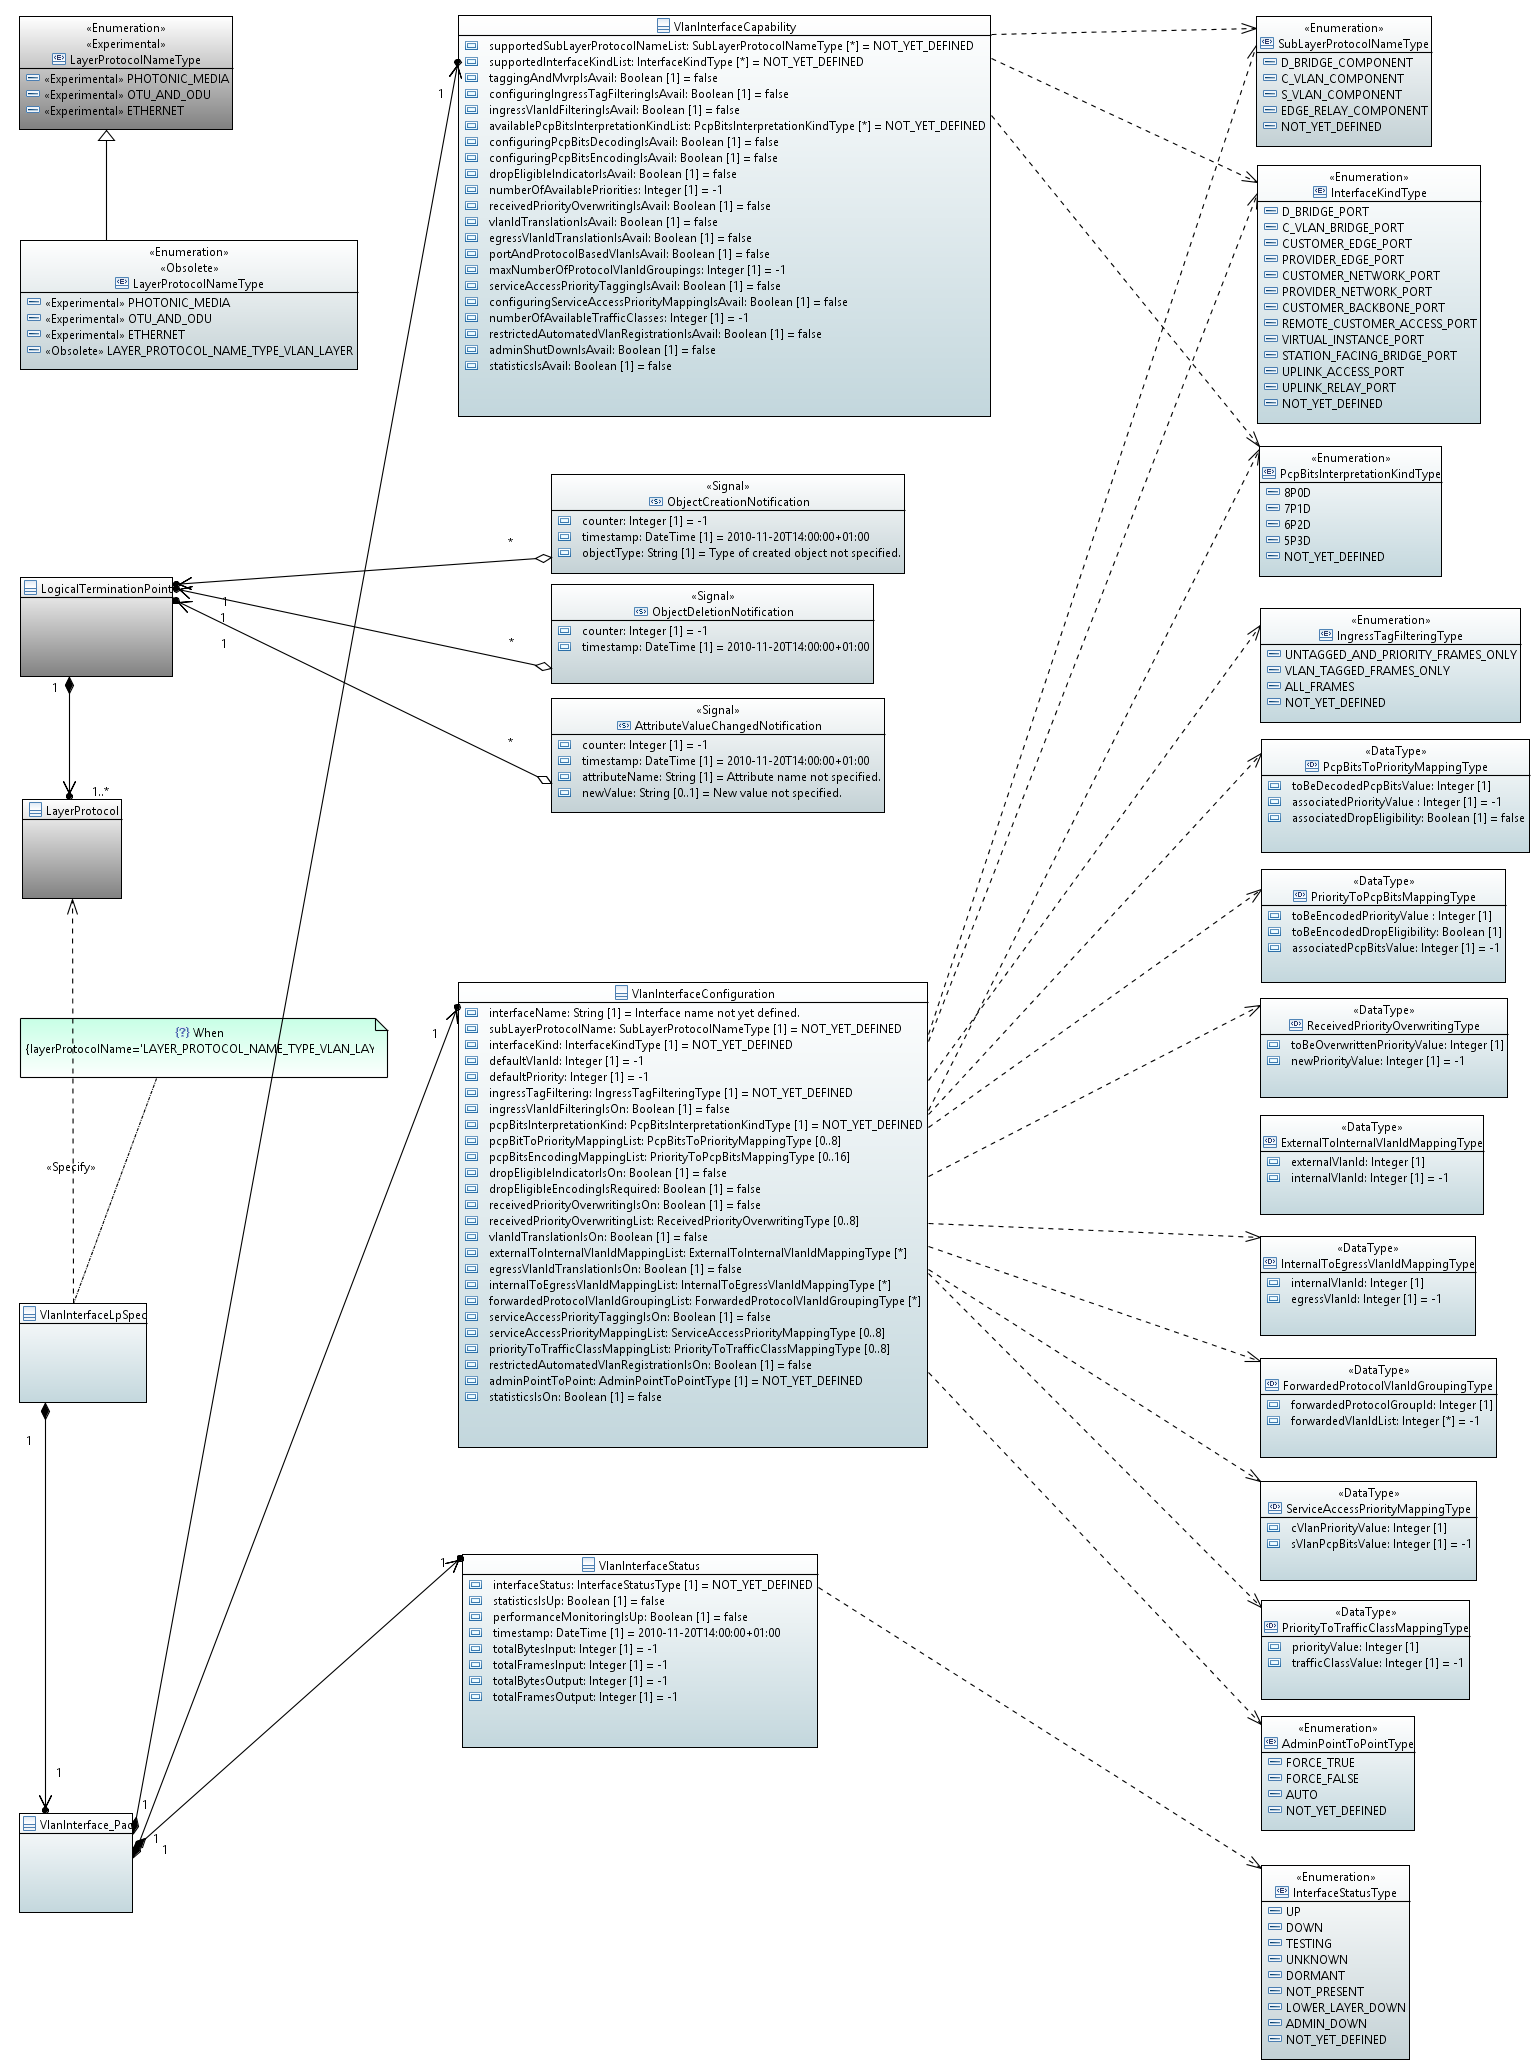 «Enumeration»
«Experimental»
LayerProtocolNameType
«Experimental» PHOTONIC_MEDIA
«Experimental» OTU_AND_ODU
«Experimental» ETHERNET
«Enumeration»
«Obsolete»
LayerProtocolNameType
«Experimental» PHOTONIC_MEDIA
«Experimental» OTU_AND_ODU
«Experimental» ETHERNET
«Obsolete» LAYER_PROTOCOL_NAME_TYPE_VLAN_LAYER
VlanInterfaceCapability
supportedSubLayerProtocolNameList: SubLayerProtocolNameType [*] = NOT_YET_DEFINED
supportedInterfaceKindList: InterfaceKindType [*] = NOT_YET_DEFINED
taggingAndMvrpIsAvail: Boolean [1] = false
configuringIngressTagFilteringIsAvail: Boolean [1] = false
ingressVlanIdFilteringIsAvail: Boolean [1] = false
availablePcpBitsInterpretationKindList: PcpBitsInterpretationKindType [*] = NOT_YET_DEFINED
configuringPcpBitsDecodingIsAvail: Boolean [1] = false
configuringPcpBitsEncodingIsAvail: Boolean [1] = false
dropEligibleIndicatorIsAvail: Boolean [1] = false
numberOfAvailablePriorities: Integer [1] = -1
receivedPriorityOverwritingIsAvail: Boolean [1] = false
vlanIdTranslationIsAvail: Boolean [1] = false
egressVlanIdTranslationIsAvail: Boolean [1] = false
portAndProtocolBasedVlanIsAvail: Boolean [1] = false
maxNumberOfProtocolVlanIdGroupings: Integer [1] = -1
serviceAccessPriorityTaggingIsAvail: Boolean [1] = false
configuringServiceAccessPriorityMappingIsAvail: Boolean [1] = false
numberOfAvailableTrafficClasses: Integer [1] = -1
restrictedAutomatedVlanRegistrationIsAvail: Boolean [1] = false
adminShutDownIsAvail: Boolean [1] = false
statisticsIsAvail: Boolean [1] = false
1
«Enumeration»
SubLayerProtocolNameType
D_BRIDGE_COMPONENT
C_VLAN_COMPONENT
S_VLAN_COMPONENT
EDGE_RELAY_COMPONENT
NOT_YET_DEFINED
«Enumeration»
InterfaceKindType
D_BRIDGE_PORT
C_VLAN_BRIDGE_PORT
CUSTOMER_EDGE_PORT
PROVIDER_EDGE_PORT
CUSTOMER_NETWORK_PORT
PROVIDER_NETWORK_PORT
CUSTOMER_BACKBONE_PORT
REMOTE_CUSTOMER_ACCESS_PORT
VIRTUAL_INSTANCE_PORT
STATION_FACING_BRIDGE_PORT
UPLINK_ACCESS_PORT
UPLINK_RELAY_PORT
NOT_YET_DEFINED
«Enumeration»
PcpBitsInterpretationKindType
8P0D
7P1D
6P2D
5P3D
NOT_YET_DEFINED
«Signal»
ObjectCreationNotification
counter: Integer [1] = -1
timestamp: DateTime [1] = 2010-11-20T14:00:00+01:00
objectType: String [1] = Type of created object not specified.
*
«Signal»
ObjectDeletionNotification
counter: Integer [1] = -1
timestamp: DateTime [1] = 2010-11-20T14:00:00+01:00
*
«Signal»
AttributeValueChangedNotification
counter: Integer [1] = -1
timestamp: DateTime [1] = 2010-11-20T14:00:00+01:00
attributeName: String [1] = Attribute name not specified.
newValue: String [0..1] = New value not specified.
*
LogicalTerminationPoint
1
1
1
1
1..*
LayerProtocol
«Enumeration»
IngressTagFilteringType
UNTAGGED_AND_PRIORITY_FRAMES_ONLY
VLAN_TAGGED_FRAMES_ONLY
ALL_FRAMES
NOT_YET_DEFINED
«DataType»
PcpBitsToPriorityMappingType
toBeDecodedPcpBitsValue: Integer [1]
associatedPriorityValue : Integer [1] = -1
associatedDropEligibility: Boolean [1] = false
«DataType»
PriorityToPcpBitsMappingType
toBeEncodedPriorityValue : Integer [1]
toBeEncodedDropEligibility: Boolean [1]
associatedPcpBitsValue: Integer [1] = -1
«DataType»
ReceivedPriorityOverwritingType
toBeOverwrittenPriorityValue: Integer [1]
newPriorityValue: Integer [1] = -1
«DataType»
ExternalToInternalVlanIdMappingType
externalVlanId: Integer [1]
internalVlanId: Integer [1] = -1
«DataType»
InternalToEgressVlanIdMappingType
internalVlanId: Integer [1]
egressVlanId: Integer [1] = -1
«DataType»
ForwardedProtocolVlanIdGroupingType
forwardedProtocolGroupId: Integer [1]
forwardedVlanIdList: Integer [*] = -1
«DataType»
ServiceAccessPriorityMappingType
cVlanPriorityValue: Integer [1]
sVlanPcpBitsValue: Integer [1] = -1
«DataType»
PriorityToTrafficClassMappingType
priorityValue: Integer [1]
trafficClassValue: Integer [1] = -1
«Enumeration»
AdminPointToPointType
FORCE_TRUE
FORCE_FALSE
AUTO
NOT_YET_DEFINED
«Enumeration»
InterfaceStatusType
UP
DOWN
TESTING
UNKNOWN
DORMANT
NOT_PRESENT
LOWER_LAYER_DOWN
ADMIN_DOWN
NOT_YET_DEFINED
VlanInterfaceConfiguration
interfaceName: String [1] = Interface name not yet defined.
subLayerProtocolName: SubLayerProtocolNameType [1] = NOT_YET_DEFINED
interfaceKind: InterfaceKindType [1] = NOT_YET_DEFINED
defaultVlanId: Integer [1] = -1
defaultPriority: Integer [1] = -1
ingressTagFiltering: IngressTagFilteringType [1] = NOT_YET_DEFINED
ingressVlanIdFilteringIsOn: Boolean [1] = false
pcpBitsInterpretationKind: PcpBitsInterpretationKindType [1] = NOT_YET_DEFINED
pcpBitToPriorityMappingList: PcpBitsToPriorityMappingType [0..8]
pcpBitsEncodingMappingList: PriorityToPcpBitsMappingType [0..16]
dropEligibleIndicatorIsOn: Boolean [1] = false
dropEligibleEncodingIsRequired: Boolean [1] = false
receivedPriorityOverwritingIsOn: Boolean [1] = false
receivedPriorityOverwritingList: ReceivedPriorityOverwritingType [0..8]
vlanIdTranslationIsOn: Boolean [1] = false
externalToInternalVlanIdMappingList: ExternalToInternalVlanIdMappingType [*]
egressVlanIdTranslationIsOn: Boolean [1] = false
internalToEgressVlanIdMappingList: InternalToEgressVlanIdMappingType [*]
forwardedProtocolVlanIdGroupingList: ForwardedProtocolVlanIdGroupingType [*]
serviceAccessPriorityTaggingIsOn: Boolean [1] = false
serviceAccessPriorityMappingList: ServiceAccessPriorityMappingType [0..8]
priorityToTrafficClassMappingList: PriorityToTrafficClassMappingType [0..8]
restrictedAutomatedVlanRegistrationIsOn: Boolean [1] = false
adminPointToPoint: AdminPointToPointType [1] = NOT_YET_DEFINED
statisticsIsOn: Boolean [1] = false
1
{?} When
{layerProtocolName='LAYER_PROTOCOL_NAME_TYPE_VLAN_LAY
«Specify»
VlanInterfaceLpSpec
1
1
VlanInterface_Pac
1
1
1
1
VlanInterfaceStatus
interfaceStatus: InterfaceStatusType [1] = NOT_YET_DEFINED
statisticsIsUp: Boolean [1] = false
performanceMonitoringIsUp: Boolean [1] = false
timestamp: DateTime [1] = 2010-11-20T14:00:00+01:00
totalBytesInput: Integer [1] = -1
totalFramesInput: Integer [1] = -1
totalBytesOutput: Integer [1] = -1
totalFramesOutput: Integer [1] = -1